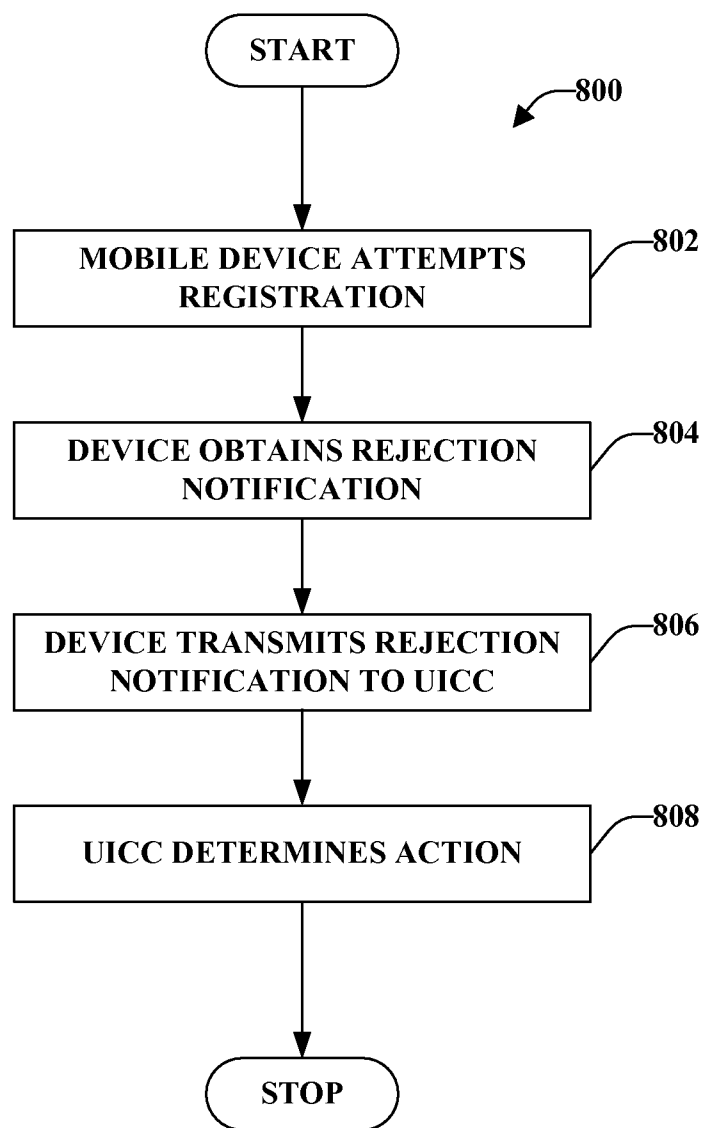 START
800
MOBILE DEVICE ATTEMPTS
REGISTRATION
802
DEVICE OBTAINS REJECTION
NOTIFICATION
804
DEVICE TRANSMITS REJECTION
NOTIFICATION TO UICC
806
UICC DETERMINES ACTION
808
STOP